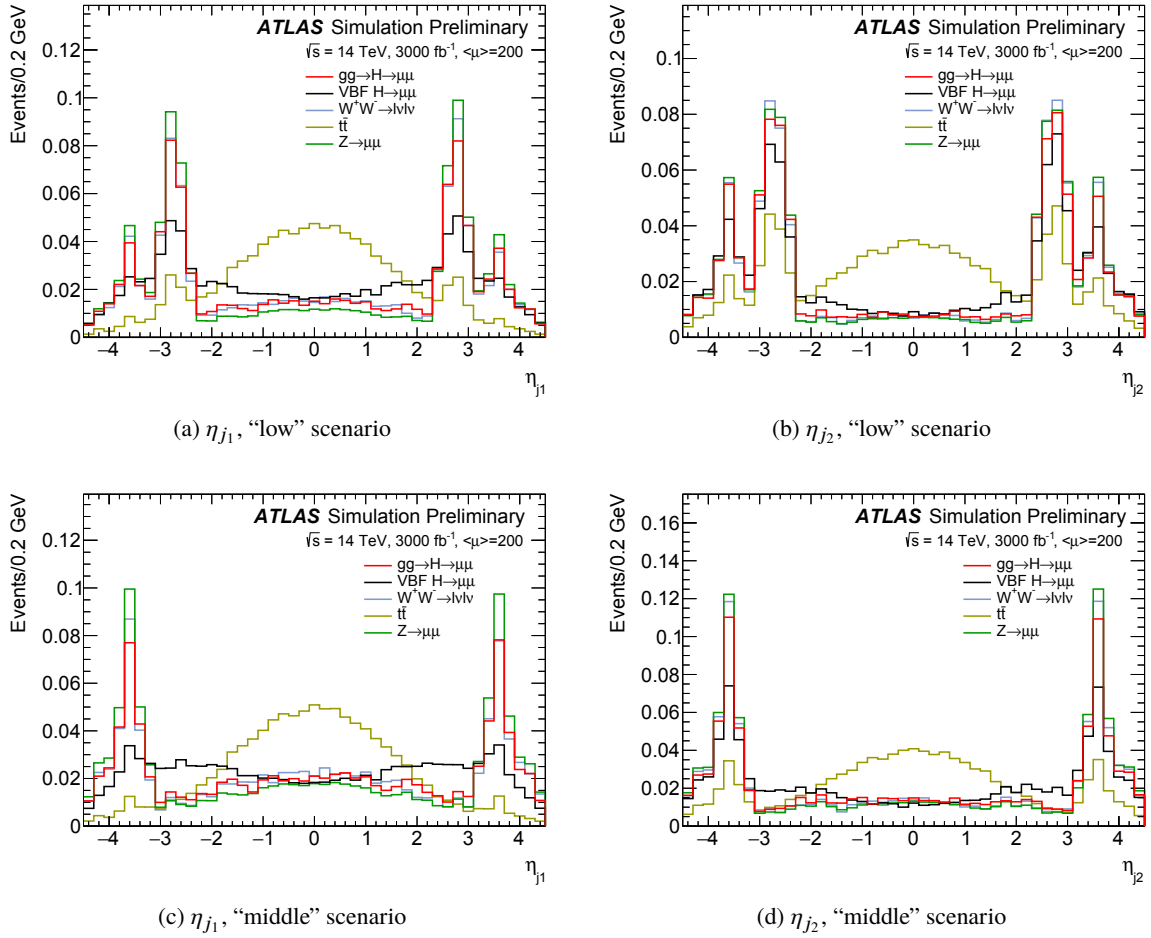 Events/0.2 GeV
0.12
0.1
0.08
0.06
0.04
0.02
0
ATLAS Simulation Preliminary
√s = 14 TeV, 3000 fb⁻¹, <μ>=200
gg→H→μμ
VBF H→μμ
W⁺W⁻→lνlν
tt̄
Z→μμ
−4 −3 −2 −1 0 1 2 3 4
η_j1
(a) η_j₁, “low” scenario
Events/0.2 GeV
0.1
0.08
0.06
0.04
0.02
0
ATLAS Simulation Preliminary
√s = 14 TeV, 3000 fb⁻¹, <μ>=200
gg→H→μμ
VBF H→μμ
W⁺W⁻→lνlν
tt̄
Z→μμ
−4 −3 −2 −1 0 1 2 3 4
η_j2
(b) η_j₂, “low” scenario
Events/0.2 GeV
0.12
0.1
0.08
0.06
0.04
0.02
0
ATLAS Simulation Preliminary
√s = 14 TeV, 3000 fb⁻¹, <μ>=200
gg→H→μμ
VBF H→μμ
W⁺W⁻→lνlν
tt̄
Z→μμ
−4 −3 −2 −1 0 1 2 3 4
η_j1
(c) η_j₁, “middle” scenario
Events/0.2 GeV
0.16
0.14
0.12
0.1
0.08
0.06
0.04
0.02
0
ATLAS Simulation Preliminary
√s = 14 TeV, 3000 fb⁻¹, <μ>=200
gg→H→μμ
VBF H→μμ
W⁺W⁻→lνlν
tt̄
Z→μμ
−4 −3 −2 −1 0 1 2 3 4
η_j2
(d) η_j₂, “middle” scenario